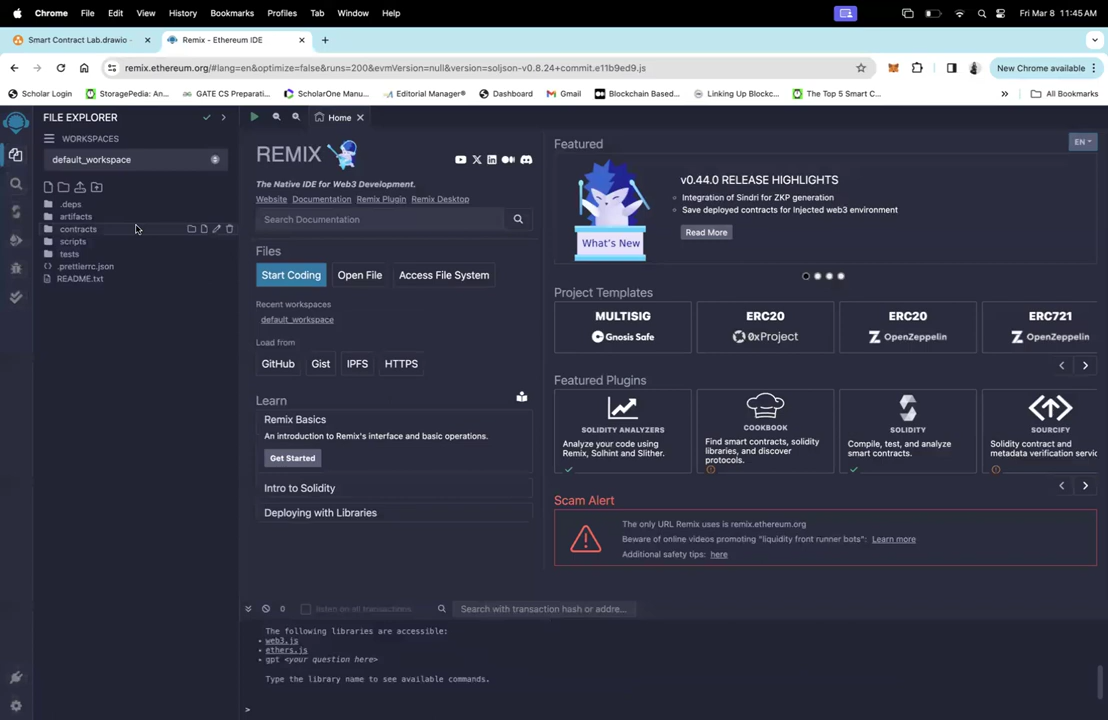 Chrome File Edit View History Bookmarks Profiles Tab Window Help Fri Mar 8 11:45 AM
Smart Contract Lab.drawio - Remix - Ethereum IDE
remix.ethereum.org/#lang=en&optimize=false&runs=200&evmVersion=null&version=soljson-v0.8.24+commit.e11b9ed9.js New Chrome available
Scholar Login StoragePedia: An... GATE CS Preparati... ScholarOne Manu... Editorial Manager® Dashboard Gmail Blockchain Based... Linking Up Blockc... The Top 5 Smart C... » All Bookmarks
FILE EXPLORER
WORKSPACES
default_workspace
.deps
artifacts
contracts
scripts
tests
.prettierrc.json
README.txt
Home
REMIX
The Native IDE for Web3 Development.
Website Documentation Remix Plugin Remix Desktop
Search Documentation
Files
Start Coding Open File Access File System
Recent workspaces
default_workspace
Load from
GitHub Gist IPFS HTTPS
Learn
Remix Basics
An introduction to Remix's interface and basic operations.
Get Started
Intro to Solidity
Deploying with Libraries
Featured
EN
What's New
v0.44.0 RELEASE HIGHLIGHTS
Integration of Sindri for ZKP generation
Save deployed contracts for Injected web3 environment
Read More
Project Templates
MULTISIG ERC20 ERC20 ERC721
Gnosis Safe 0xProject OpenZeppelin OpenZeppelin
Featured Plugins
SOLIDITY ANALYZERS
Analyze your code using
Remix, Solhint and Slither.
COOKBOOK
Find smart contracts, solidity
libraries, and discover
protocols.
SOLIDITY
Compile, test, and analyze
smart contracts.
SOURCIFY
Solidity contract and
metadata verification servic
Scam Alert
The only URL Remix uses is remix.ethereum.org
Beware of online videos promoting "liquidity front runner bots". Learn more
Additional safety tips: here
0 listen on all transactions Search with transaction hash or addre...
The following libraries are accessible:
web3.js
ethers.js
gpt <your question here>
Type the library name to see available commands.
>